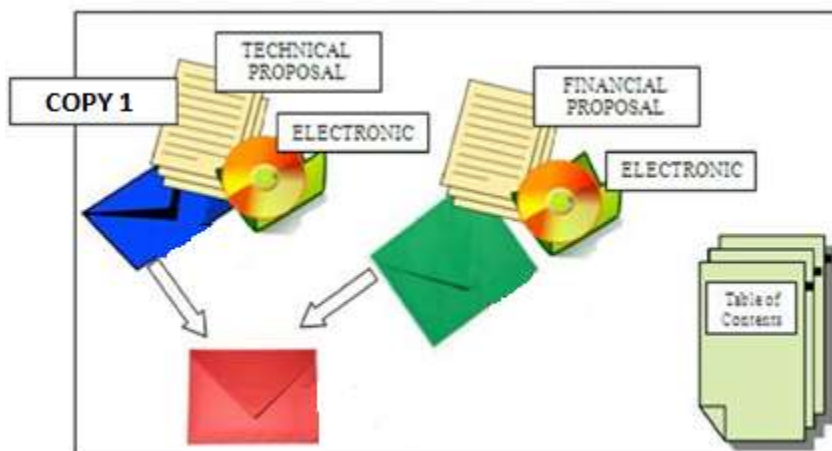 TECHNICAL
PROPOSAL
COPY 1
ELECTRONIC
FINANCIAL
PROPOSAL
ELECTRONIC
Table of
Contents